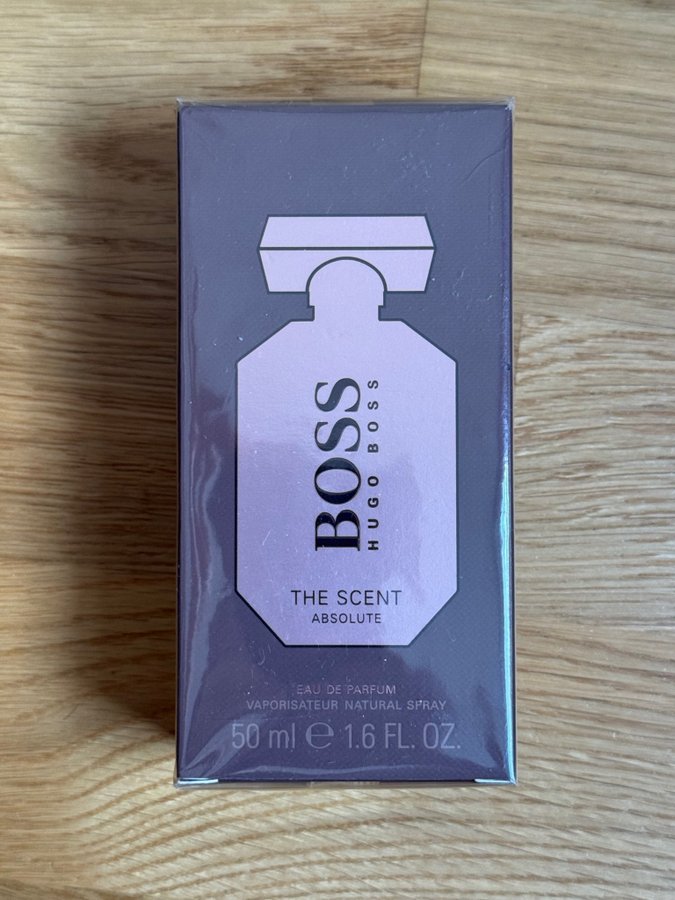 BOSS
HUGO BOSS
THE SCENT
ABSOLUTE
EAU DE PARFUM
VAPORISATEUR NATURAL SPRAY
50 ml ℮ 1.6 FL. OZ.